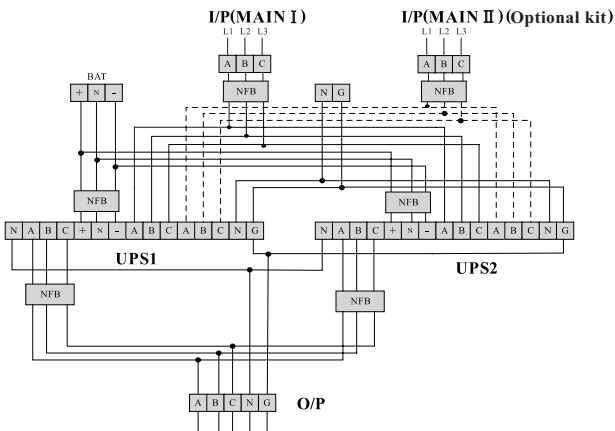 I/P(MAIN I)
I/P(MAIN II)(Optional kit)
L1 L2 L3
L1 L2 L3
A B C
A B C
BAT
+ N -
NFB
N G
NFB
NFB
NFB
N A B C + N - A B C A B C N G
N A B C + N - A B C A B C N G
UPS1
UPS2
NFB
NFB
A B C N G
O/P